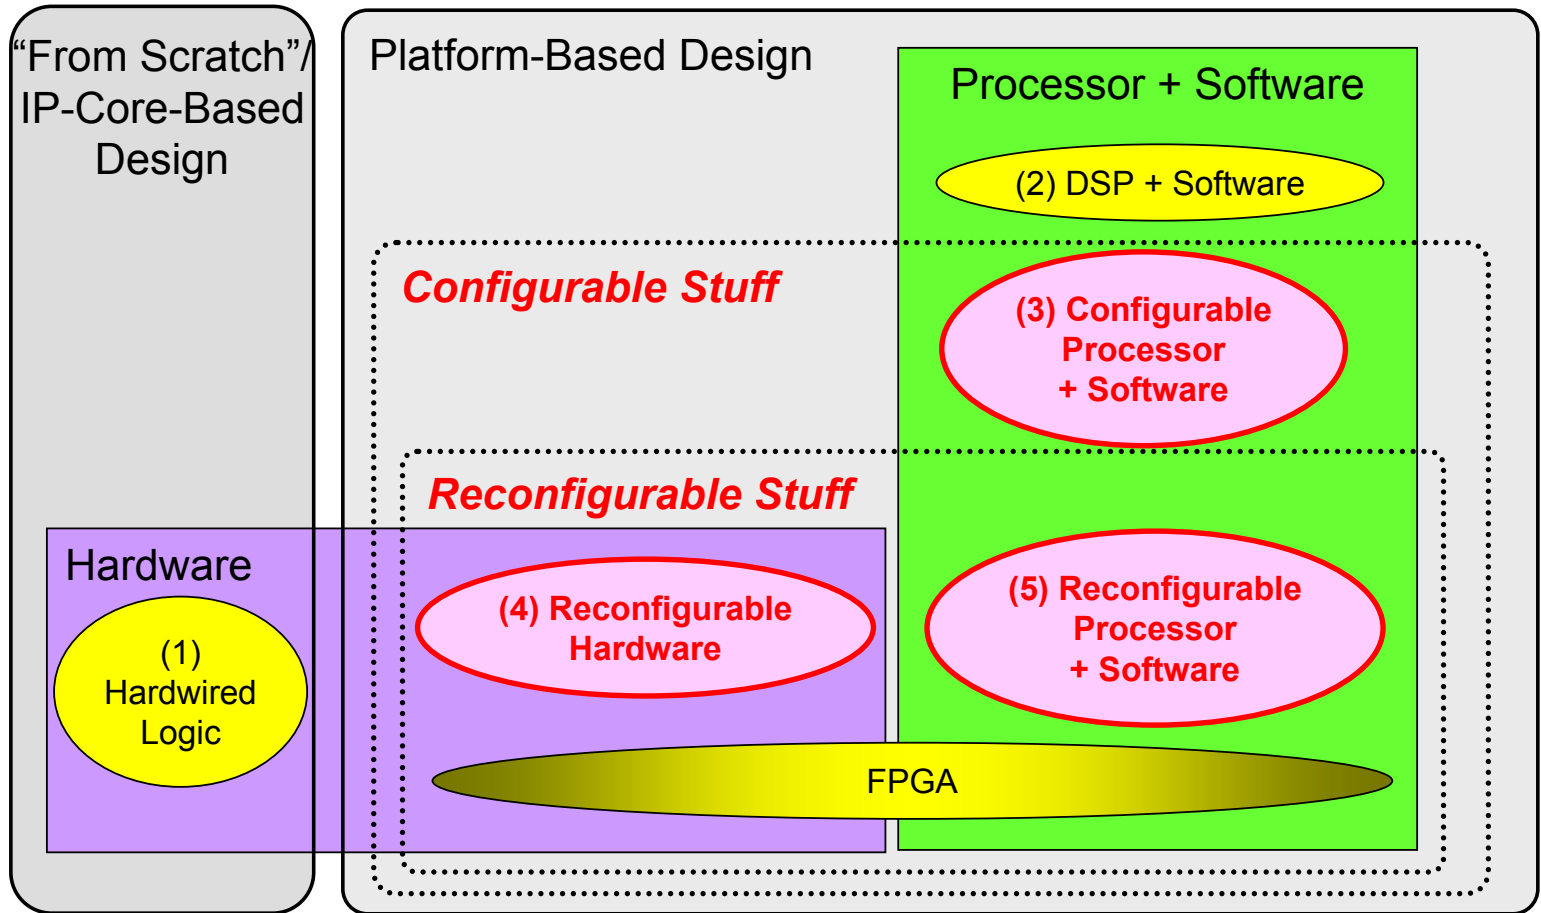 “From Scratch”/
IP-Core-Based
Design
Platform-Based Design
Processor + Software
(2) DSP + Software
Configurable Stuff
(3) Configurable
Processor
+ Software
Reconfigurable Stuff
Hardware
(1)
Hardwired
Logic
(4) Reconfigurable
Hardware
(5) Reconfigurable
Processor
+ Software
FPGA